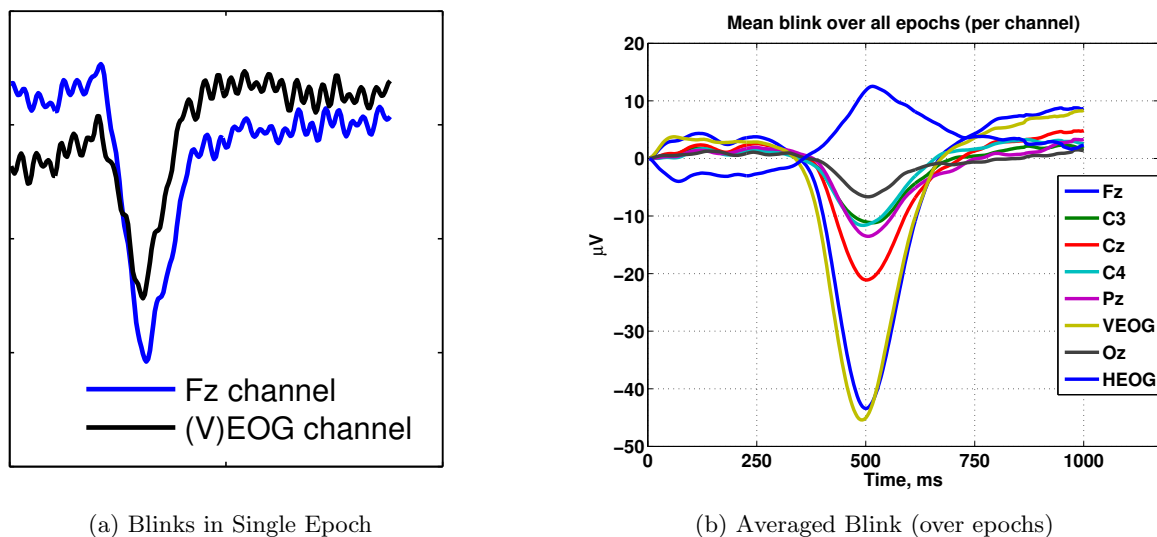 Fz channel
(V)EOG channel
(a) Blinks in Single Epoch
Mean blink over all epochs (per channel)
20
10
0
−10
−20
−30
−40
−50
μV
0
250
500
750
1000
Time, ms
Fz
C3
Cz
C4
Pz
VEOG
Oz
HEOG
(b) Averaged Blink (over epochs)